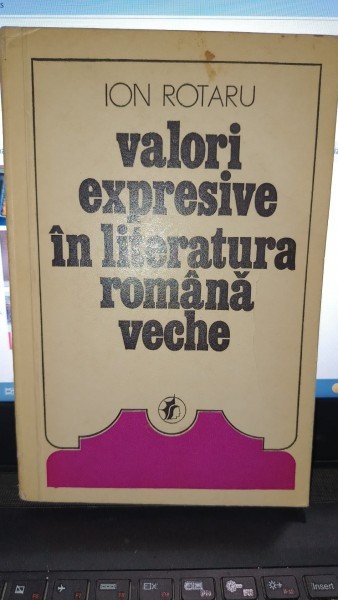 ION ROTARU
valori
expresive
în literatura
română
veche
Insert